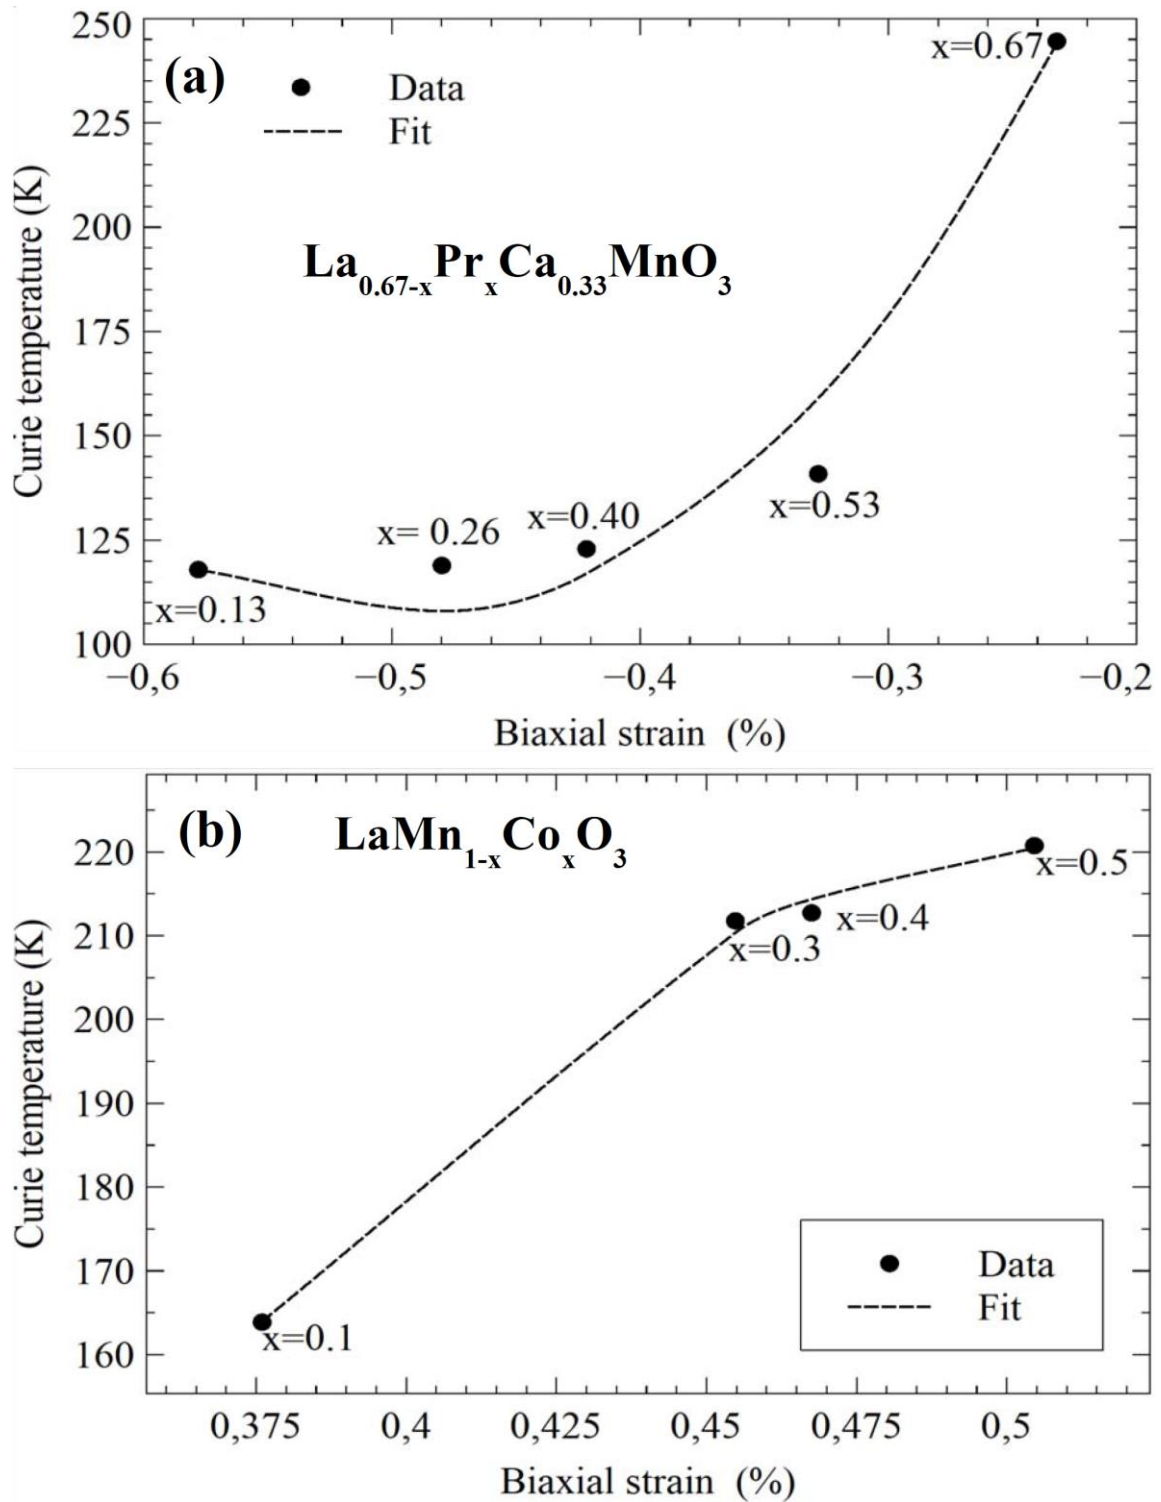 250
(a)
x=0.67
Data
225
Fit
200
La0.67-xPrxCa0.33MnO3
175
Curie temperature (K)
150
x=0.53
x=0.40
x= 0.26
125
x=0.13
100
−0,6 −0,5 −0,4 −0,3 −0,2
Biaxial strain (%)
(b)
LaMn1-xCoxO3
220
x=0.5
x=0.4
210
x=0.3
200
Curie temperature (K)
190
180
170
Data
Fit
x=0.1
160
0,375 0,4 0,425 0,45 0,475 0,5
Biaxial strain (%)